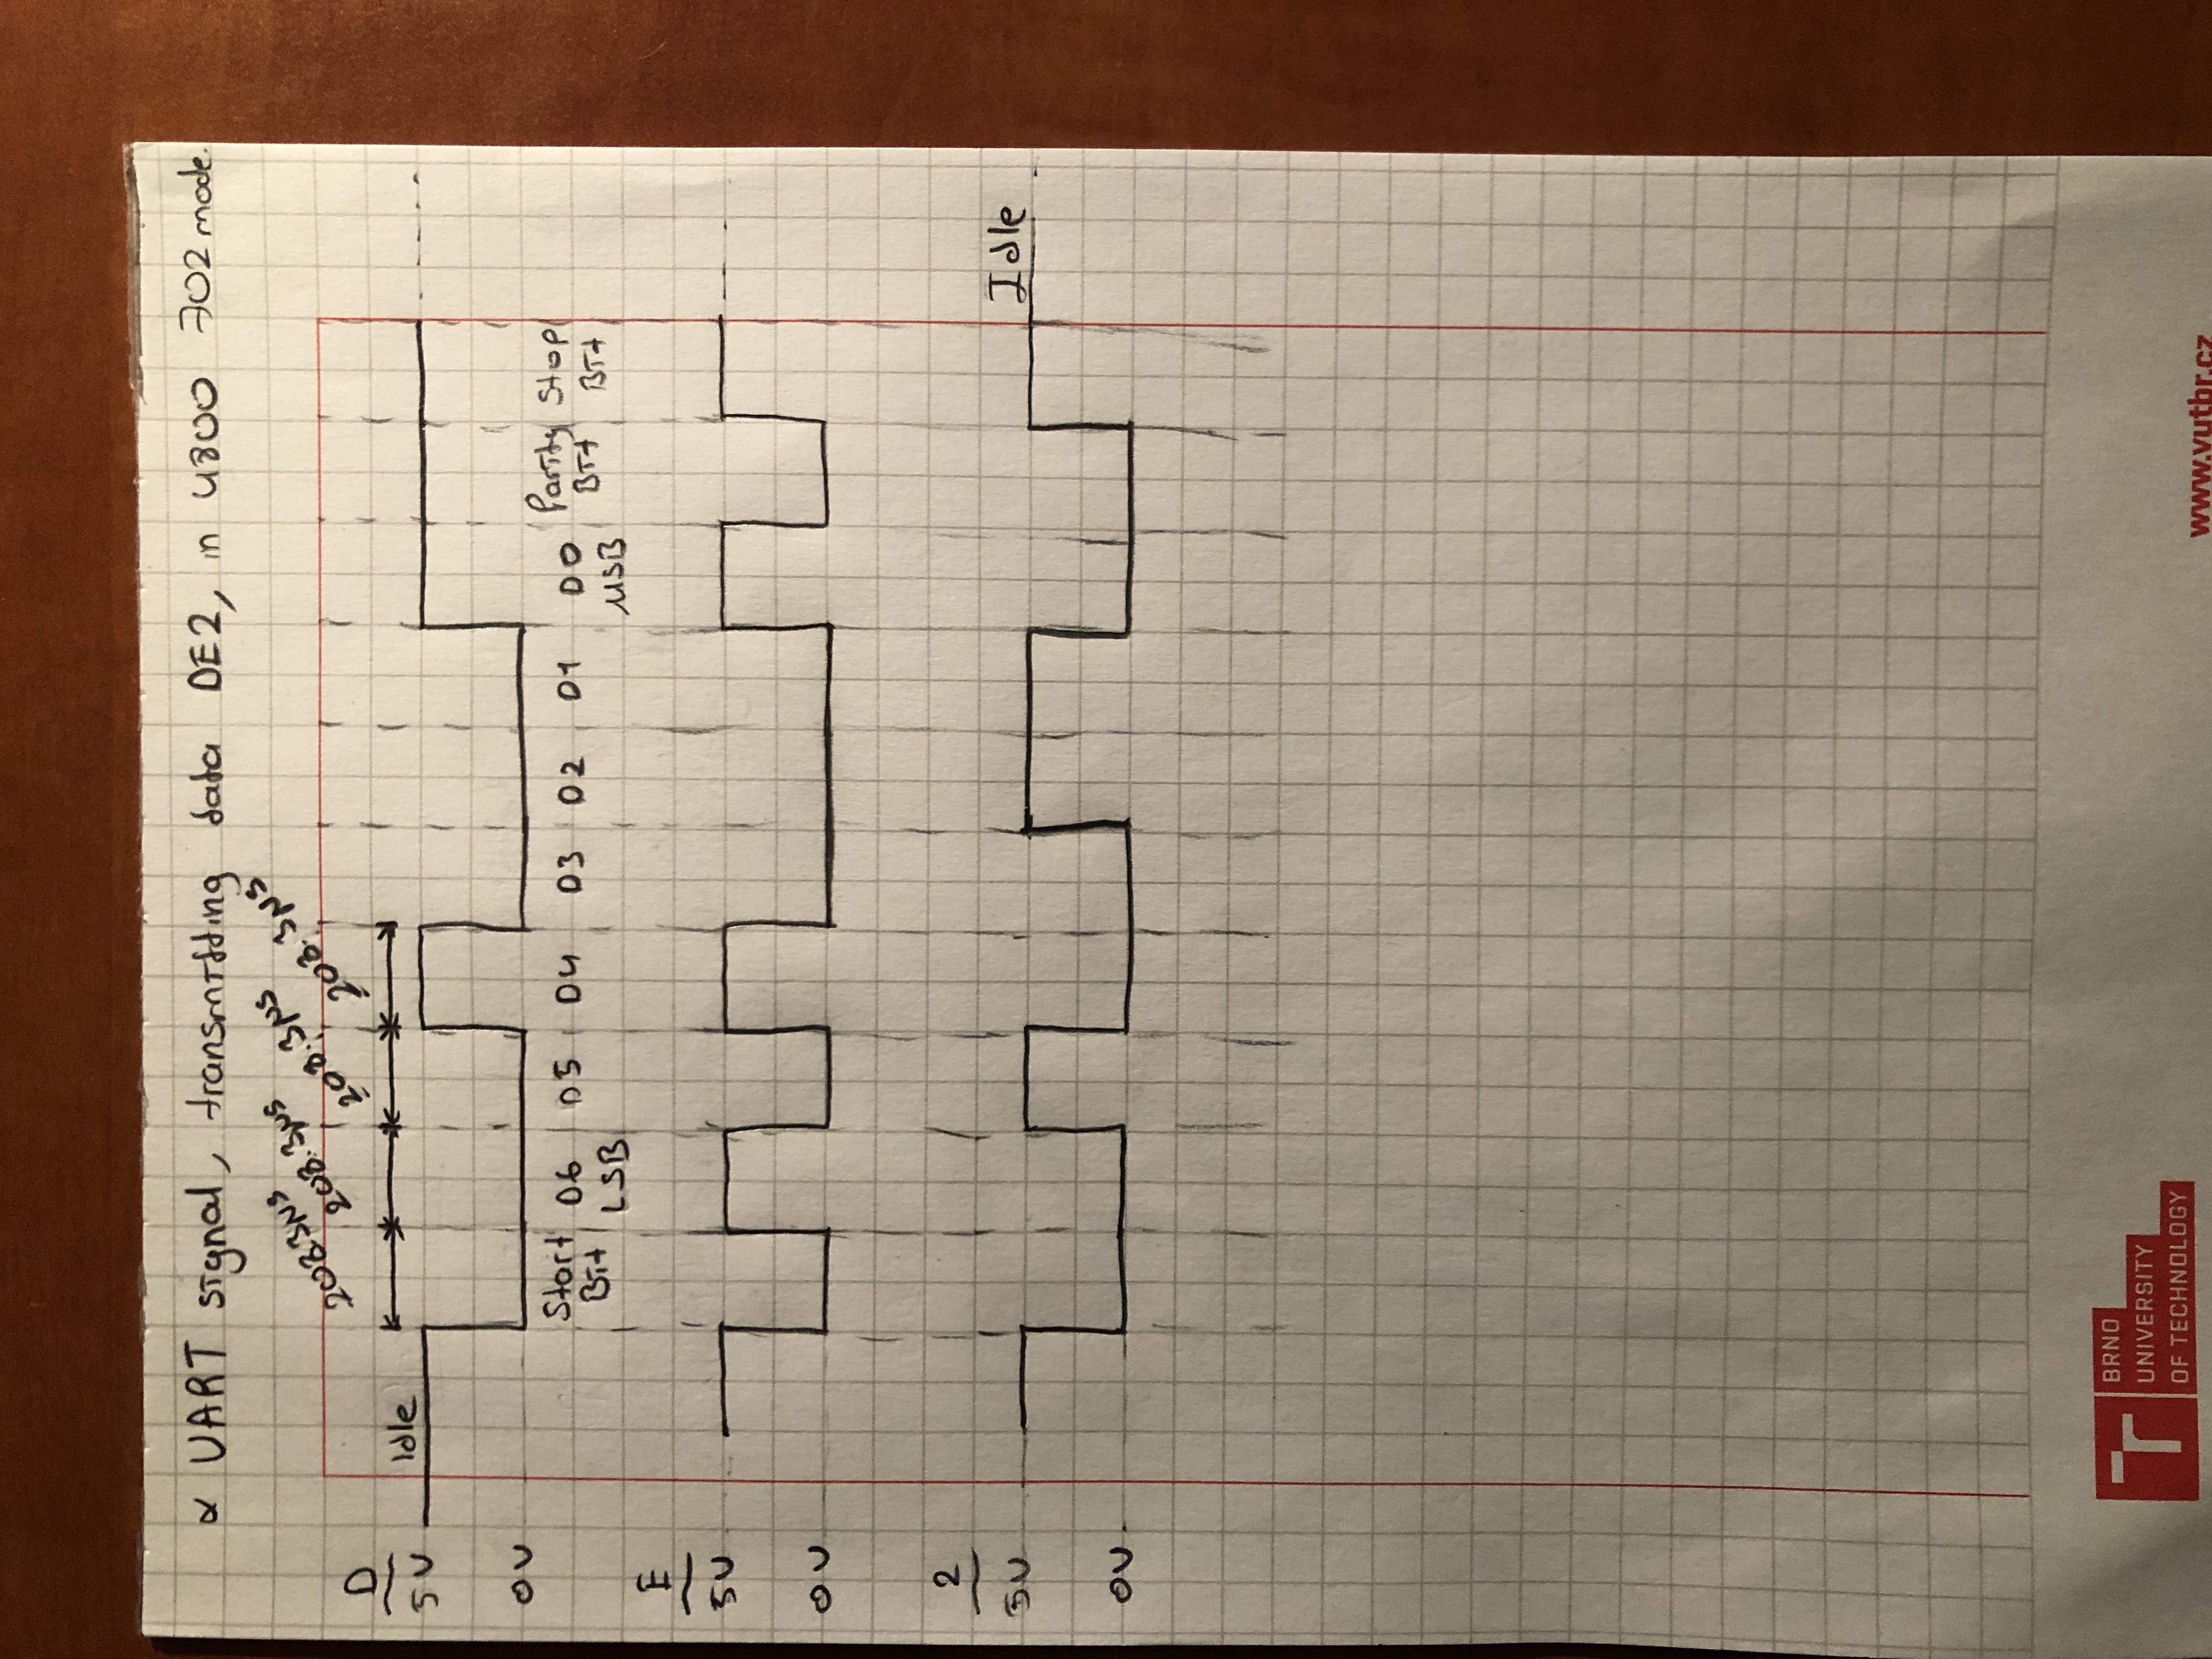 ∝ UART signal, transmitting data DE2, in 4800 7O2 mode.
208.3µs 208.3µs 208.3µs 208.3µs
D
Idle
5V
0V
Start Bit D6 LSB D5 D4 D3 D2 D1 D0 MSB Parity Bit Stop Bit
E
5V
0V
2
5V
Idle
0V
BRNO
UNIVERSITY
OF TECHNOLOGY
www.vutbr.cz